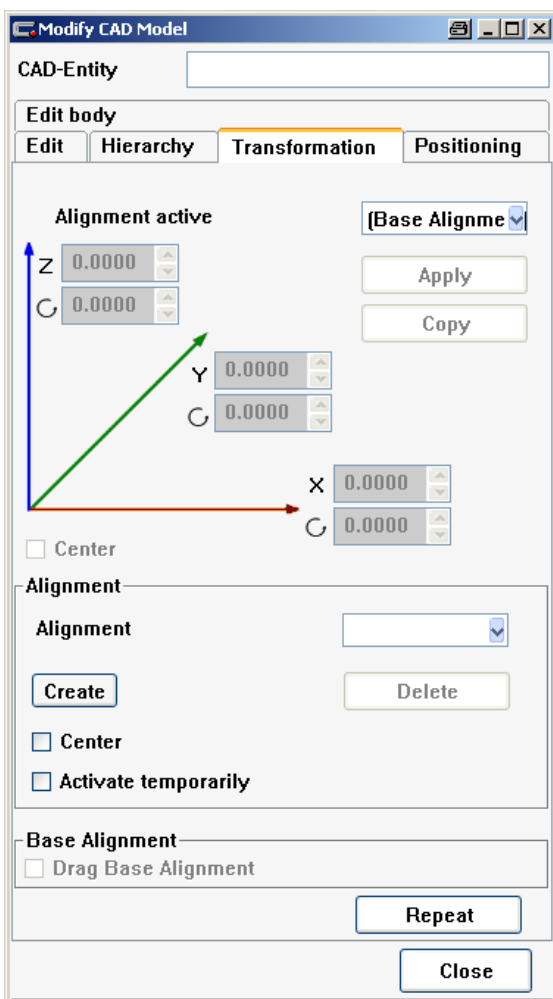 Modify CAD Model
CAD-Entity
Edit body
Edit Hierarchy Transformation Positioning
Alignment active (Base Alignme
Z 0.0000
0.0000
Apply
Copy
Y 0.0000
0.0000
X 0.0000
0.0000
Center
Alignment
Alignment
Create Delete
Center
Activate temporarily
Base Alignment
Drag Base Alignment
Repeat
Close